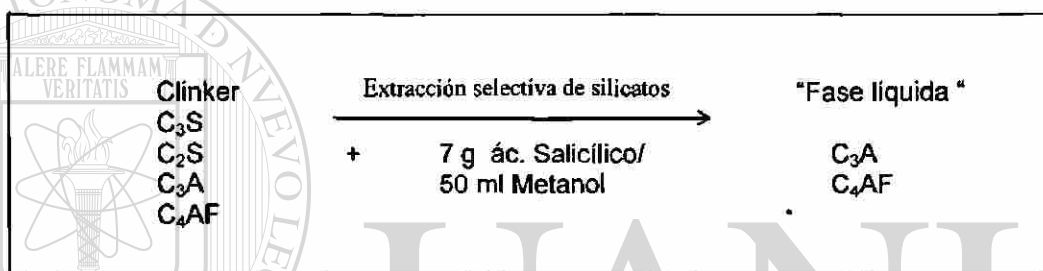 ALERE FLAMMAM
VERITATIS
Clínker Extracción selectiva de silicatos "Fase líquida "
C₃S
C₂S + 7 g ác. Salicílico/ C₃A
C₃A 50 ml Metanol C₄AF
C₄AF